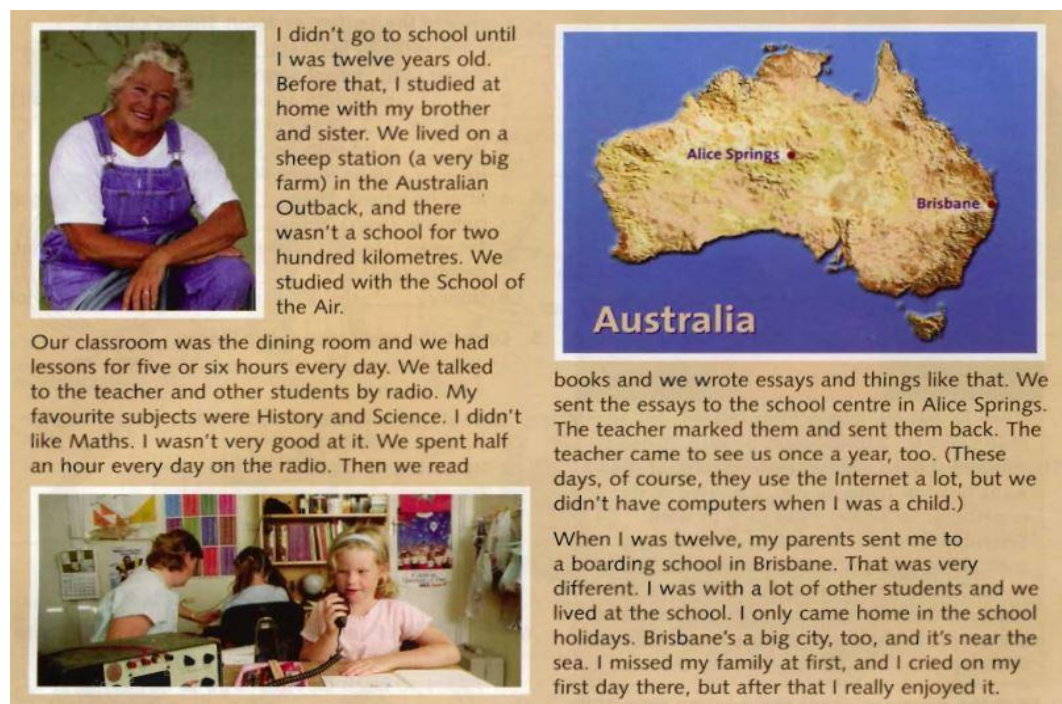 I didn't go to school until
I was twelve years old.
Before that, I studied at
home with my brother
and sister. We lived on a
sheep station (a very big
farm) in the Australian
Outback, and there
wasn't a school for two
hundred kilometres. We
studied with the School of
the Air.
Our classroom was the dining room and we had
lessons for five or six hours every day. We talked
to the teacher and other students by radio. My
favourite subjects were History and Science. I didn't
like Maths. I wasn't very good at it. We spent half
an hour every day on the radio. Then we read
Alice Springs
Brisbane
Australia
books and we wrote essays and things like that. We
sent the essays to the school centre in Alice Springs.
The teacher marked them and sent them back. The
teacher came to see us once a year, too. (These
days, of course, they use the Internet a lot, but we
didn't have computers when I was a child.)
When I was twelve, my parents sent me to
a boarding school in Brisbane. That was very
different. I was with a lot of other students and we
lived at the school. I only came home in the school
holidays. Brisbane's a big city, too, and it's near the
sea. I missed my family at first, and I cried on my
first day there, but after that I really enjoyed it.